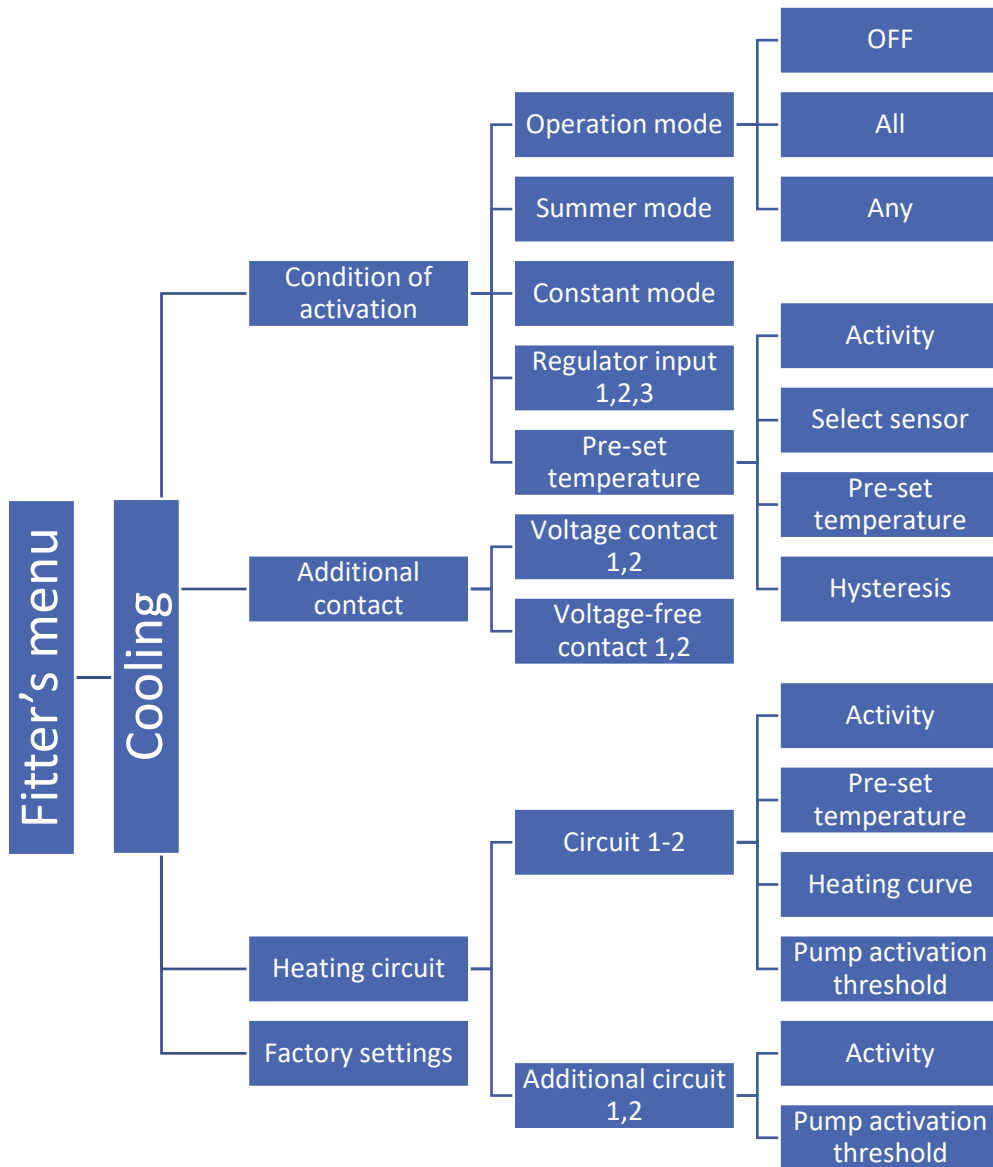 Fitter's menu
Cooling
Condition of
activation
Operation mode
OFF
All
Any
Summer mode
Constant mode
Regulator input
1,2,3
Pre-set
temperature
Activity
Select sensor
Pre-set
temperature
Hysteresis
Additional
contact
Voltage contact
1,2
Voltage-free
contact 1,2
Heating circuit
Circuit 1-2
Activity
Pre-set
temperature
Heating curve
Pump activation
threshold
Additional circuit
1,2
Activity
Pump activation
threshold
Factory settings